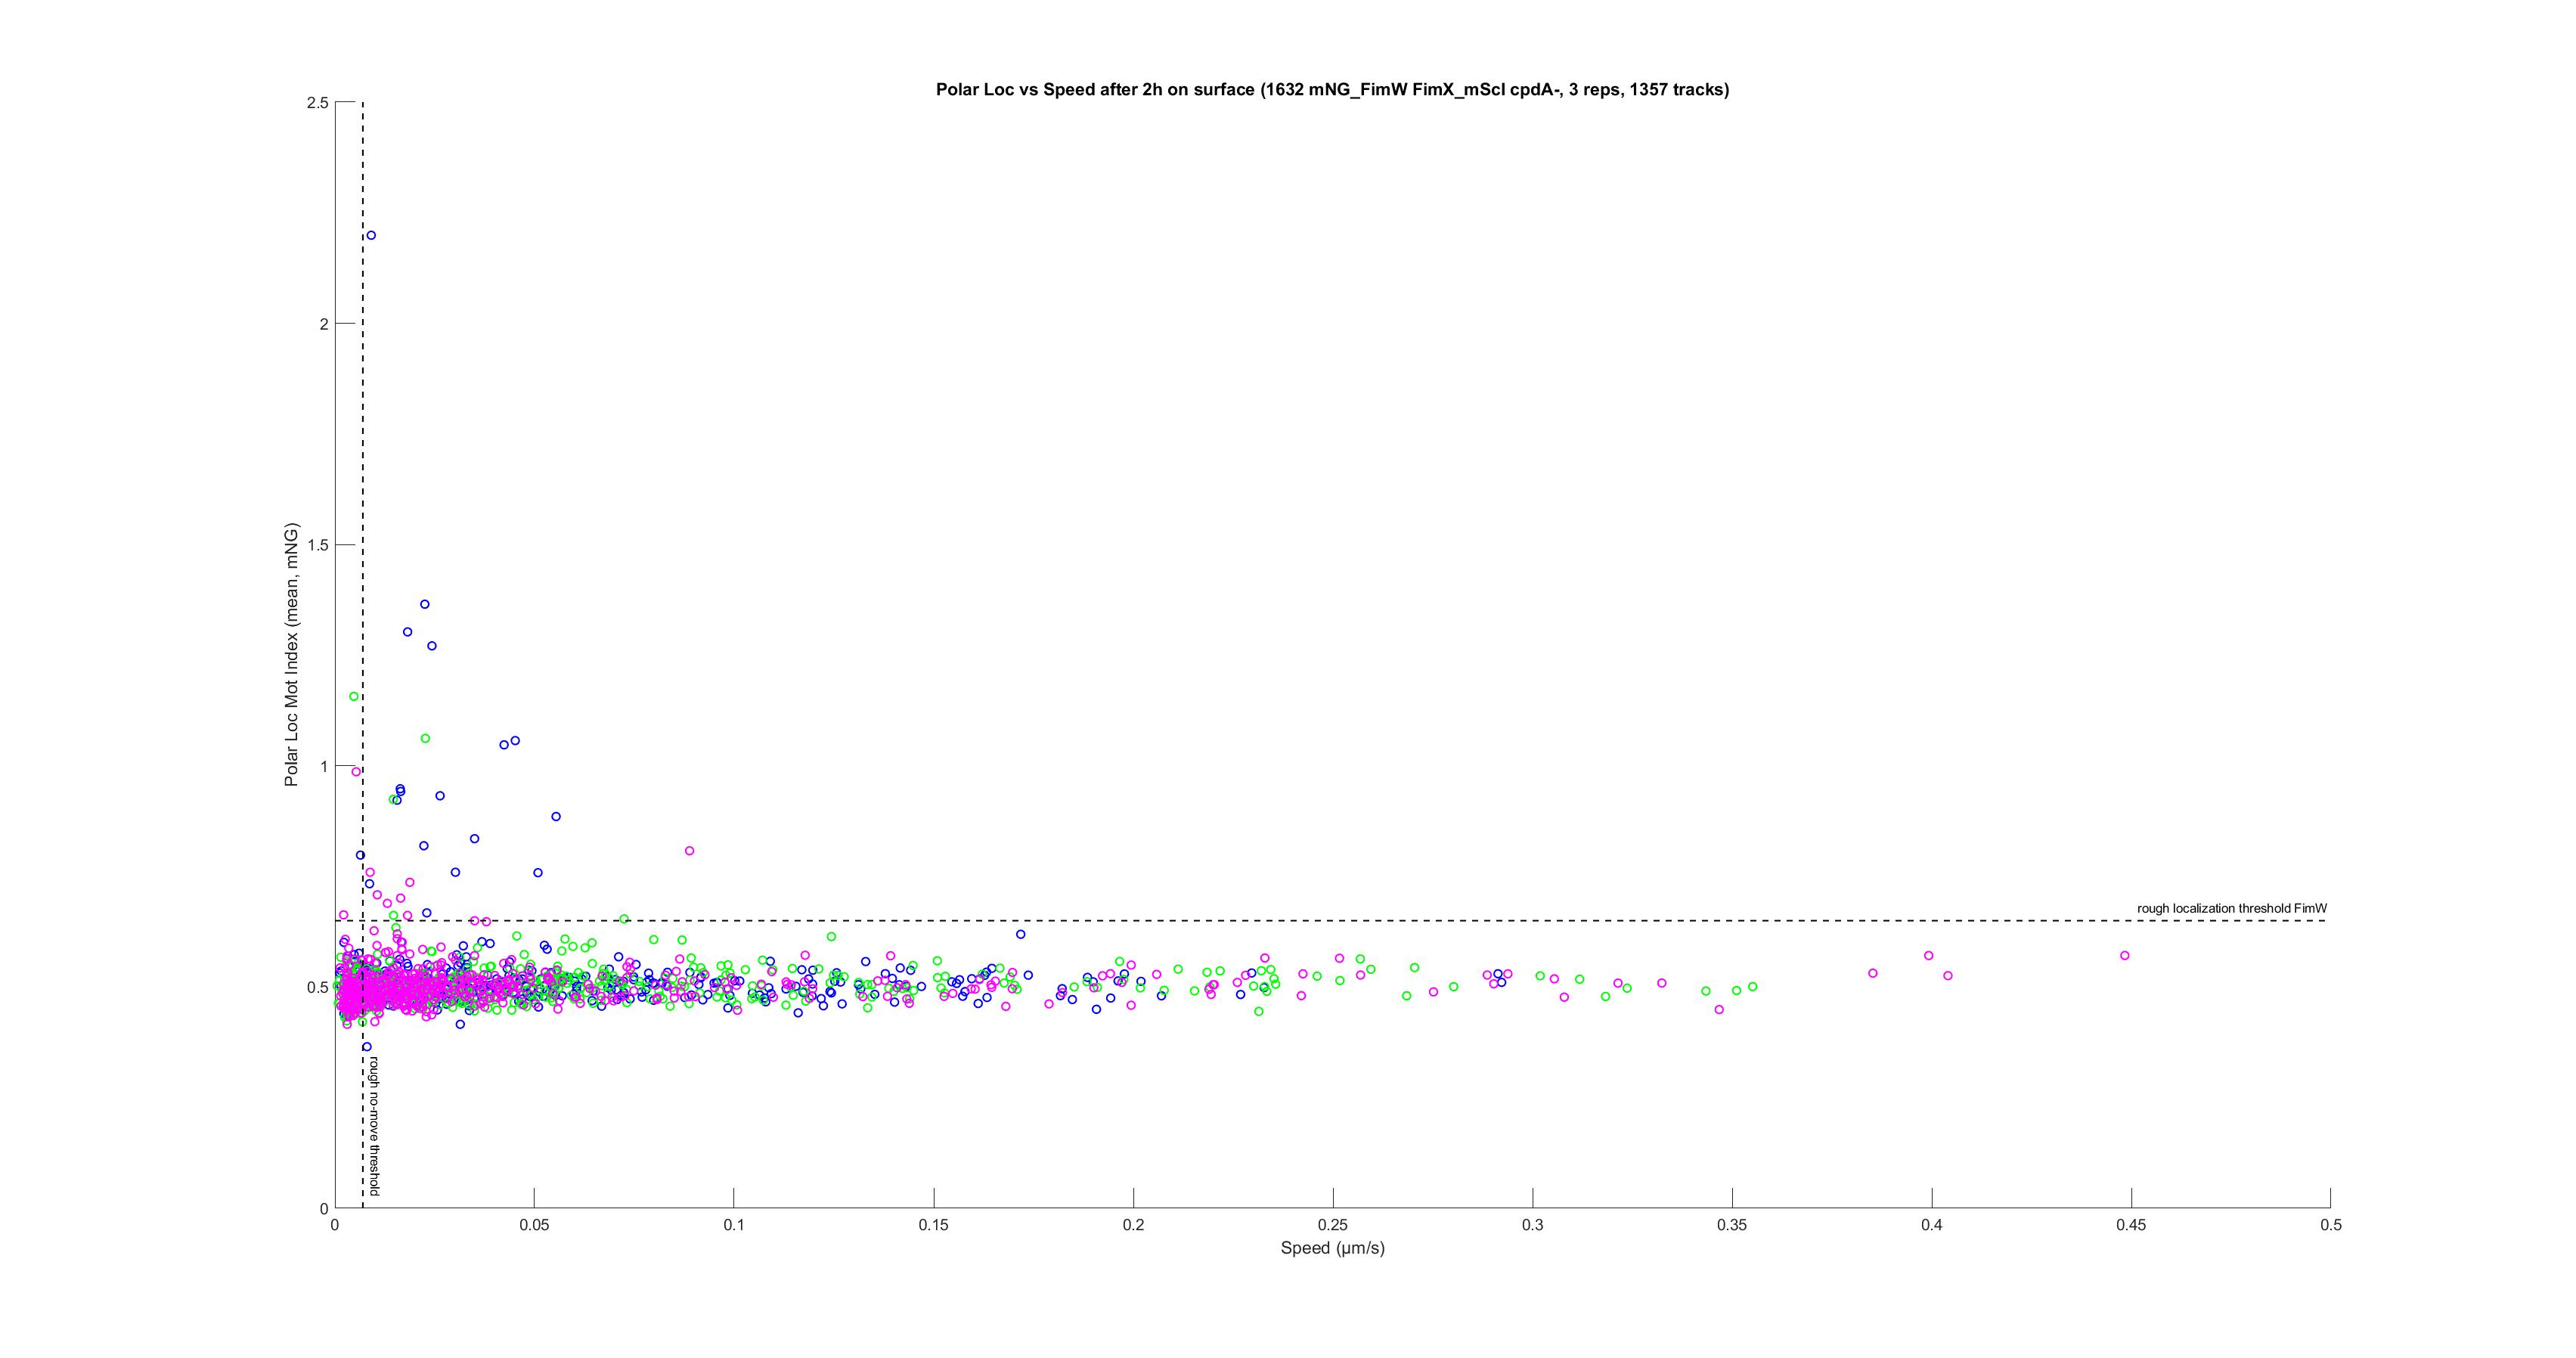 Polar Loc vs Speed after 2h on surface (1632 mNG_FimW FimX_mScI cpdA-, 3 reps, 1357 tracks)
2.5
2
1.5
1
0.5
0
Polar Loc Mot Index (mean, mNG)
rough localization threshold FimW
rough no-move threshold
0 0.05 0.1 0.15 0.2 0.25 0.3 0.35 0.4 0.45 0.5
Speed (µm/s)